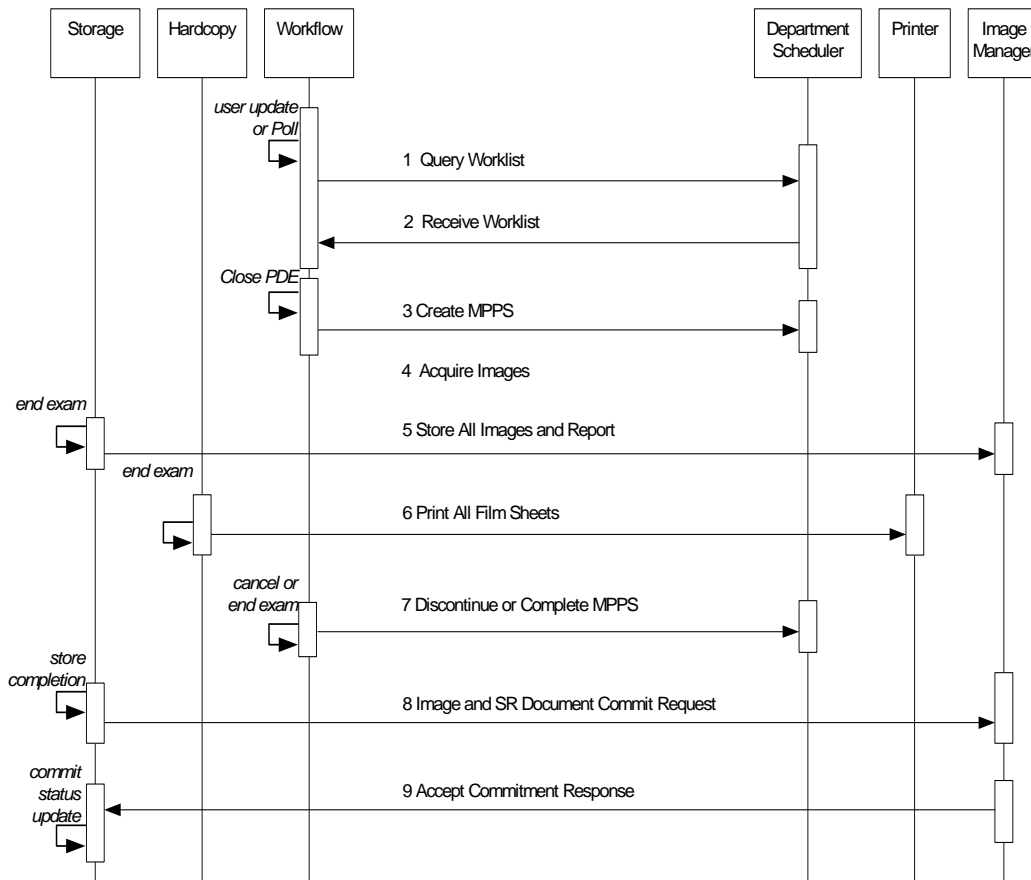 Storage
Hardcopy
Workflow
Department
Scheduler
Printer
Image
Manager
user update
or Poll
1 Query Worklist
2 Receive Worklist
Close PDE
3 Create MPPS
4 Acquire Images
end exam
5 Store All Images and Report
end exam
6 Print All Film Sheets
cancel or
end exam
7 Discontinue or Complete MPPS
store
completion
8 Image and SR Document Commit Request
commit
status
update
9 Accept Commitment Response